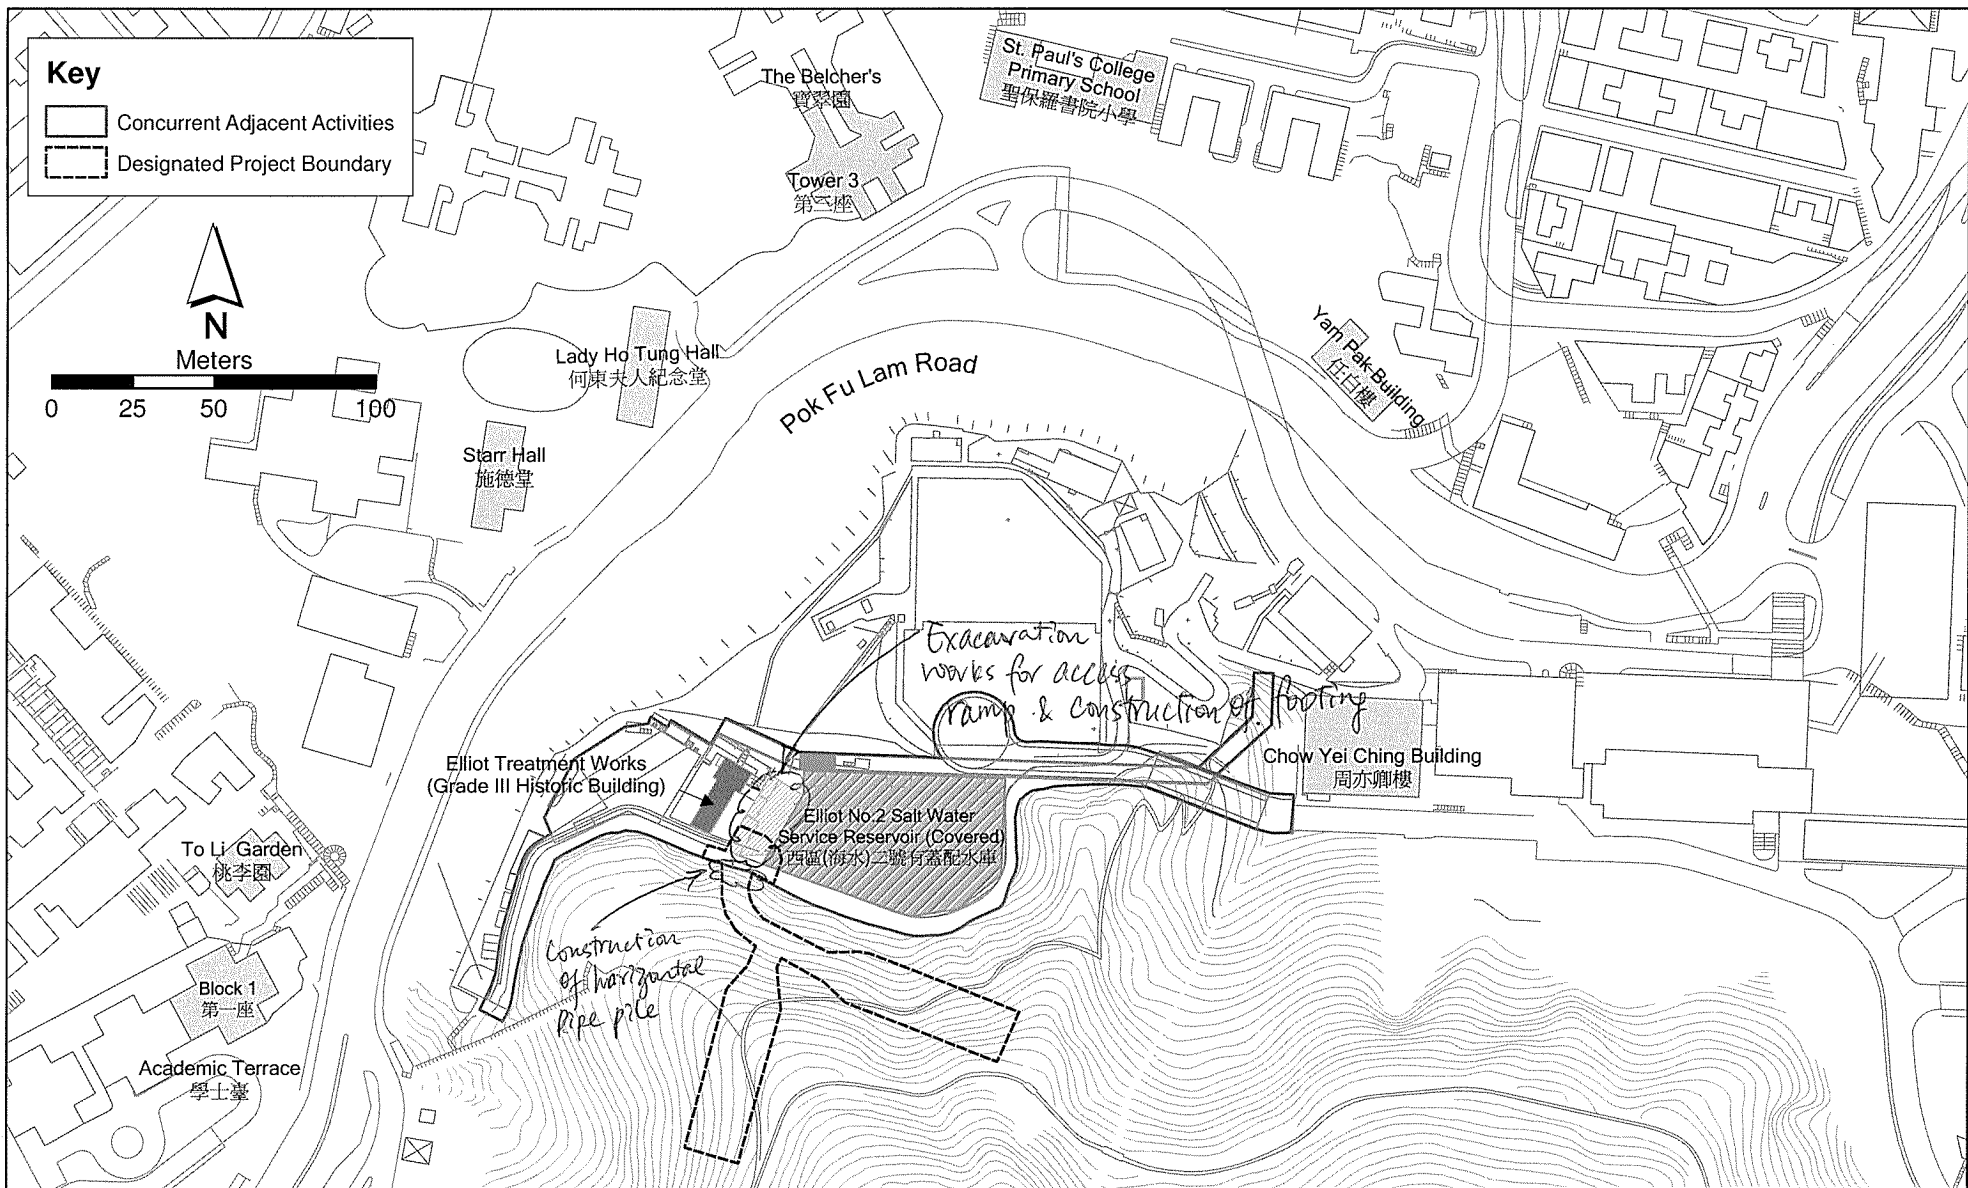 Key
Concurrent Adjacent Activities
Designated Project Boundary
N
Meters
0 25 50 100
The Belcher's
寶翠園
Tower 3
第三座
St. Paul's College
Primary School
聖保羅書院小學
Yam Pak Building
任白樓
Lady Ho Tung Hall
何東夫人紀念堂
Pok Fu Lam Road
Starr Hall
施德堂
Exacavation
works for access
ramp & construction of footing
Elliot Treatment Works
(Grade III Historic Building)
Chow Yei Ching Building
周亦卿樓
Elliot No.2 Salt Water
Service Reservoir (Covered)
西區(海水)二號有蓋配水庫
To Li Garden
桃李園
Construction
of horizontal
pipe pile
Block 1
第一座
Academic Terrace
學士臺